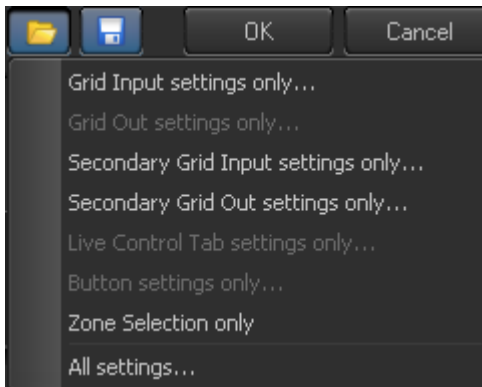 OK Cancel
Grid Input settings only...
Grid Out settings only...
Secondary Grid Input settings only...
Secondary Grid Out settings only...
Live Control Tab settings only...
Button settings only...
Zone Selection only
All settings...